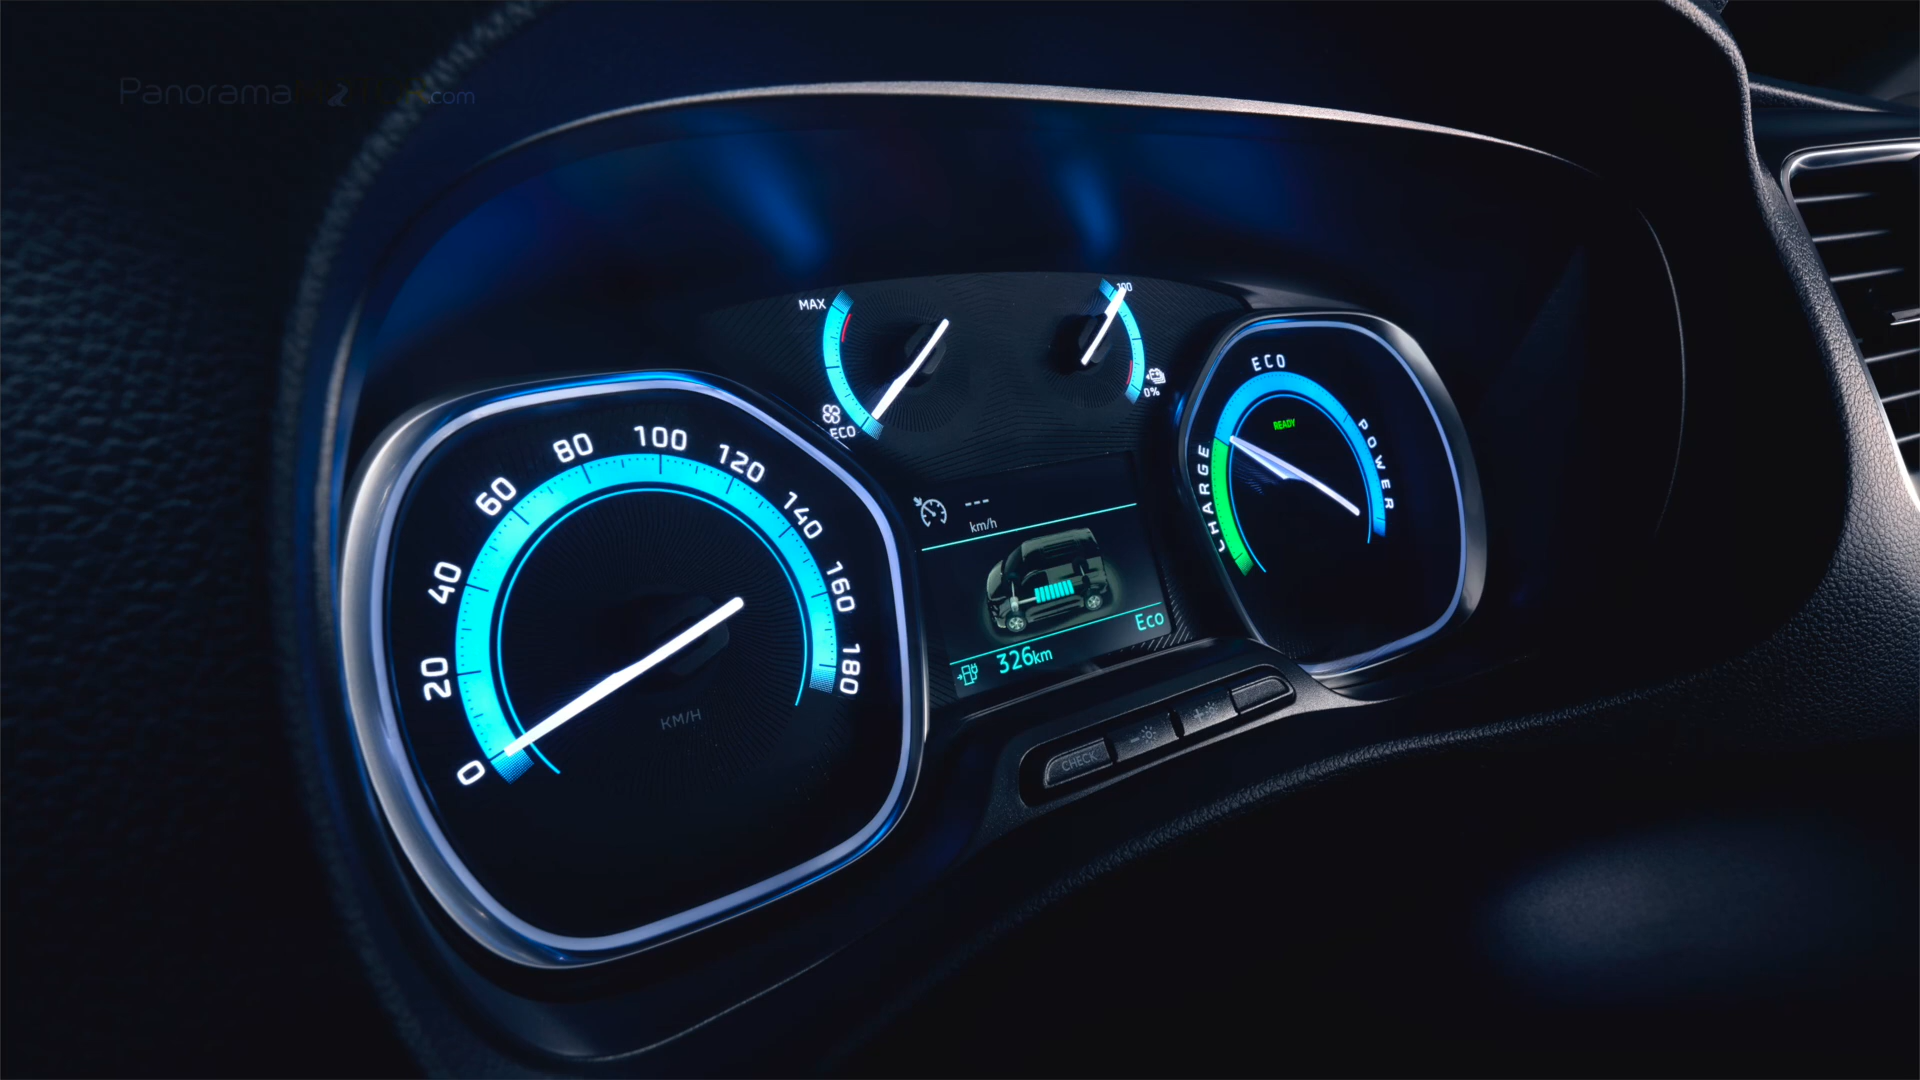 PanoramaMOTOR.com
MAX
ECO
100
0%
ECO
READY
CHARGE
POWER
0
20
40
60
80
100
120
140
160
180
KM/H
---
km/h
Eco
326km
CHECK
-
+